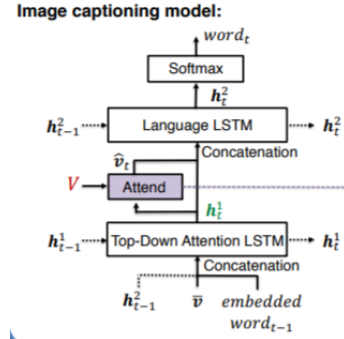 Image captioning model:
word_t
Softmax
h_t^2
h_{t-1}^2 Language LSTM h_t^2
v̂_t Concatenation
V Attend
h_t^1
h_{t-1}^1 Top-Down Attention LSTM h_t^1
Concatenation
h_{t-1}^2 v̄ embedded
word_{t-1}